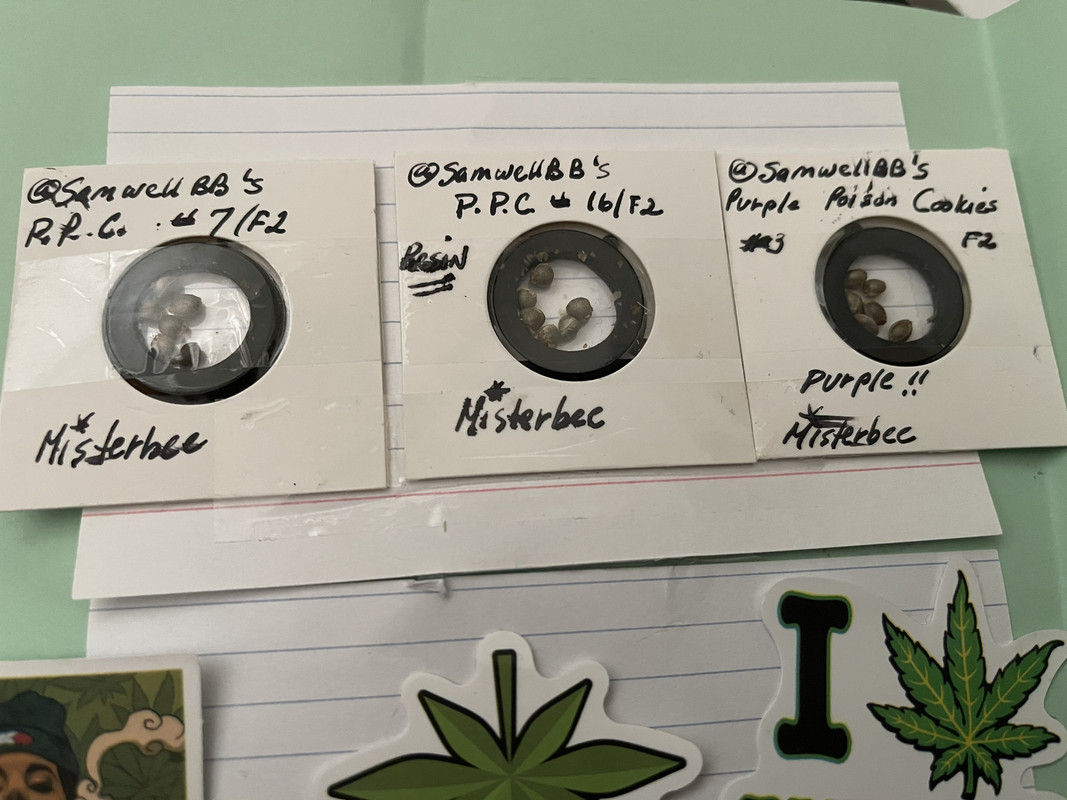 @SamwellBB's
P.P.C. #7/F2
Misterbee
@SamwellBB's
P.P.C # 16/F2
Resin
Misterbee
@SamwellBB's
Purple Poison Cookies
#3 F2
Purple!!
Misterbee
I